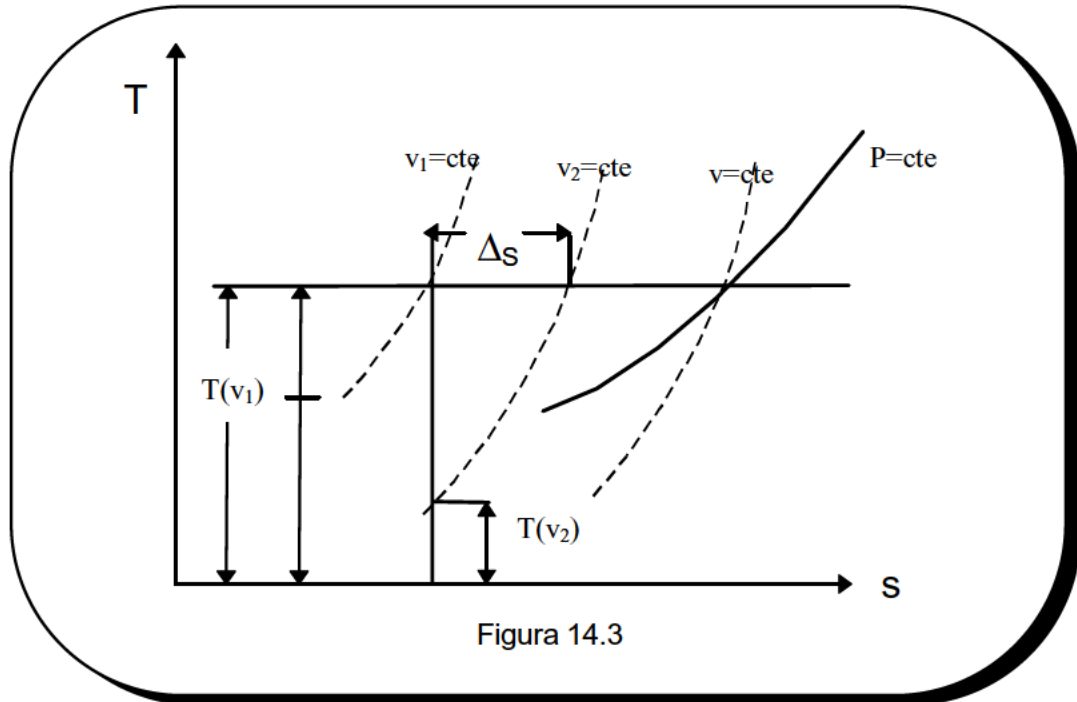 T
v₁=cte
v₂=cte
v=cte
P=cte
Δs
T(v₁)
T(v₂)
s
Figura 14.3